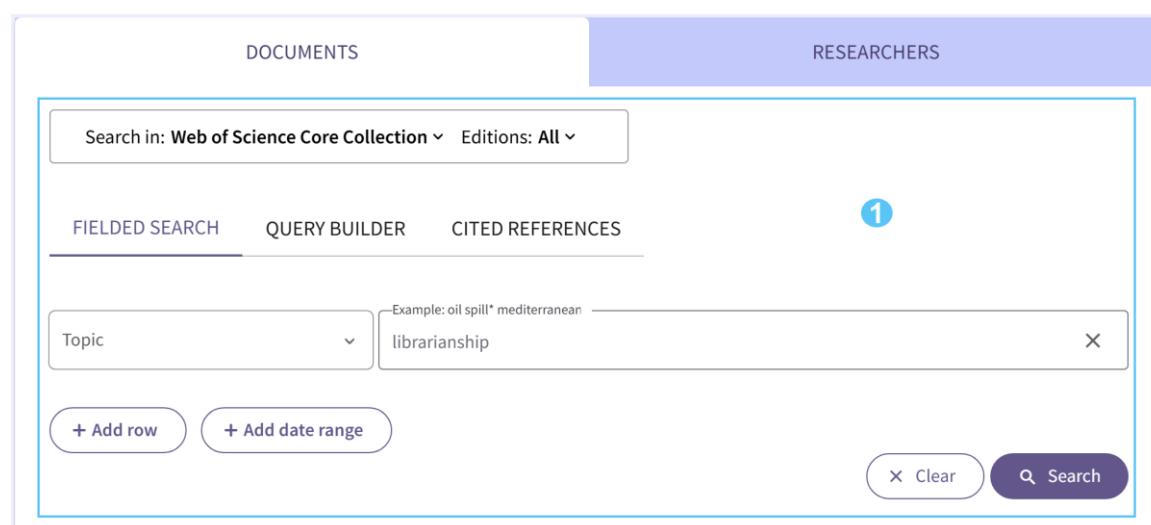 DOCUMENTS RESEARCHERS
Search in: Web of Science Core Collection Editions: All
1
FIELDED SEARCH QUERY BUILDER CITED REFERENCES
Example: oil spill* mediterranean
Topic librarianship
+ Add row + Add date range
× Clear Search